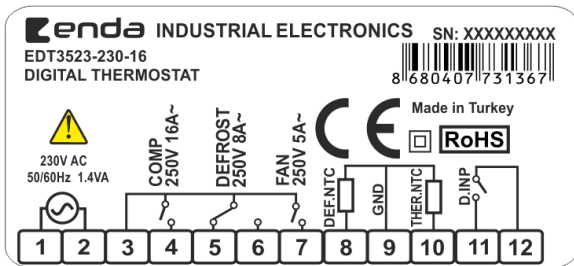 enda INDUSTRIAL ELECTRONICS SN: XXXXXXXXX
EDT3523-230-16
DIGITAL THERMOSTAT
8 680407 731367
Made in Turkey
CE
RoHS
230V AC
50/60Hz 1.4VA
COMP
250V 16A~
DEFROST
250V 8A~
FAN
250V 5A~
DEF.NTC
GND
THER.NTC
D.INP
1 2 3 4 5 6 7 8 9 10 11 12